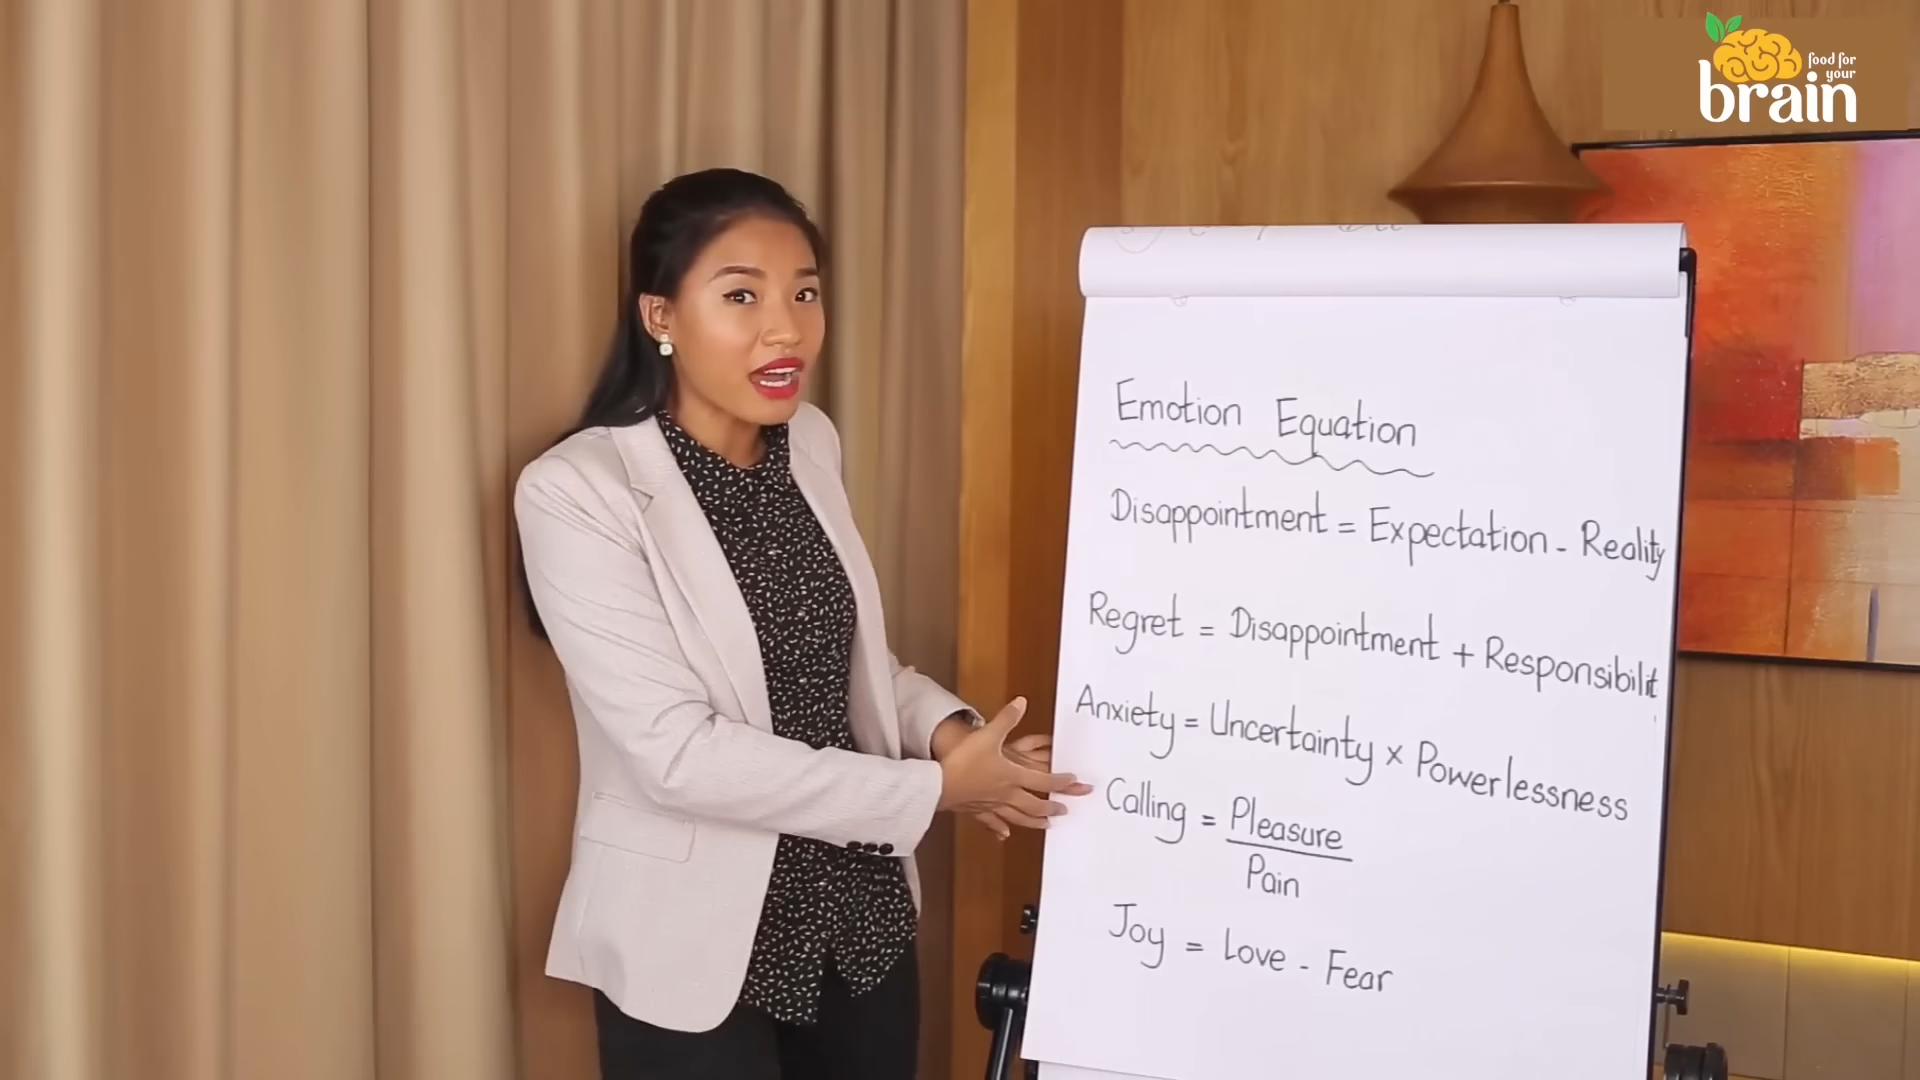 food for
your
brain
Emotion Equation
Disappointment = Expectation - Reality
Regret = Disappointment + Responsibilit
Anxiety = Uncertainty x Powerlessness
Calling = Pleasure
Pain
Joy = Love - Fear